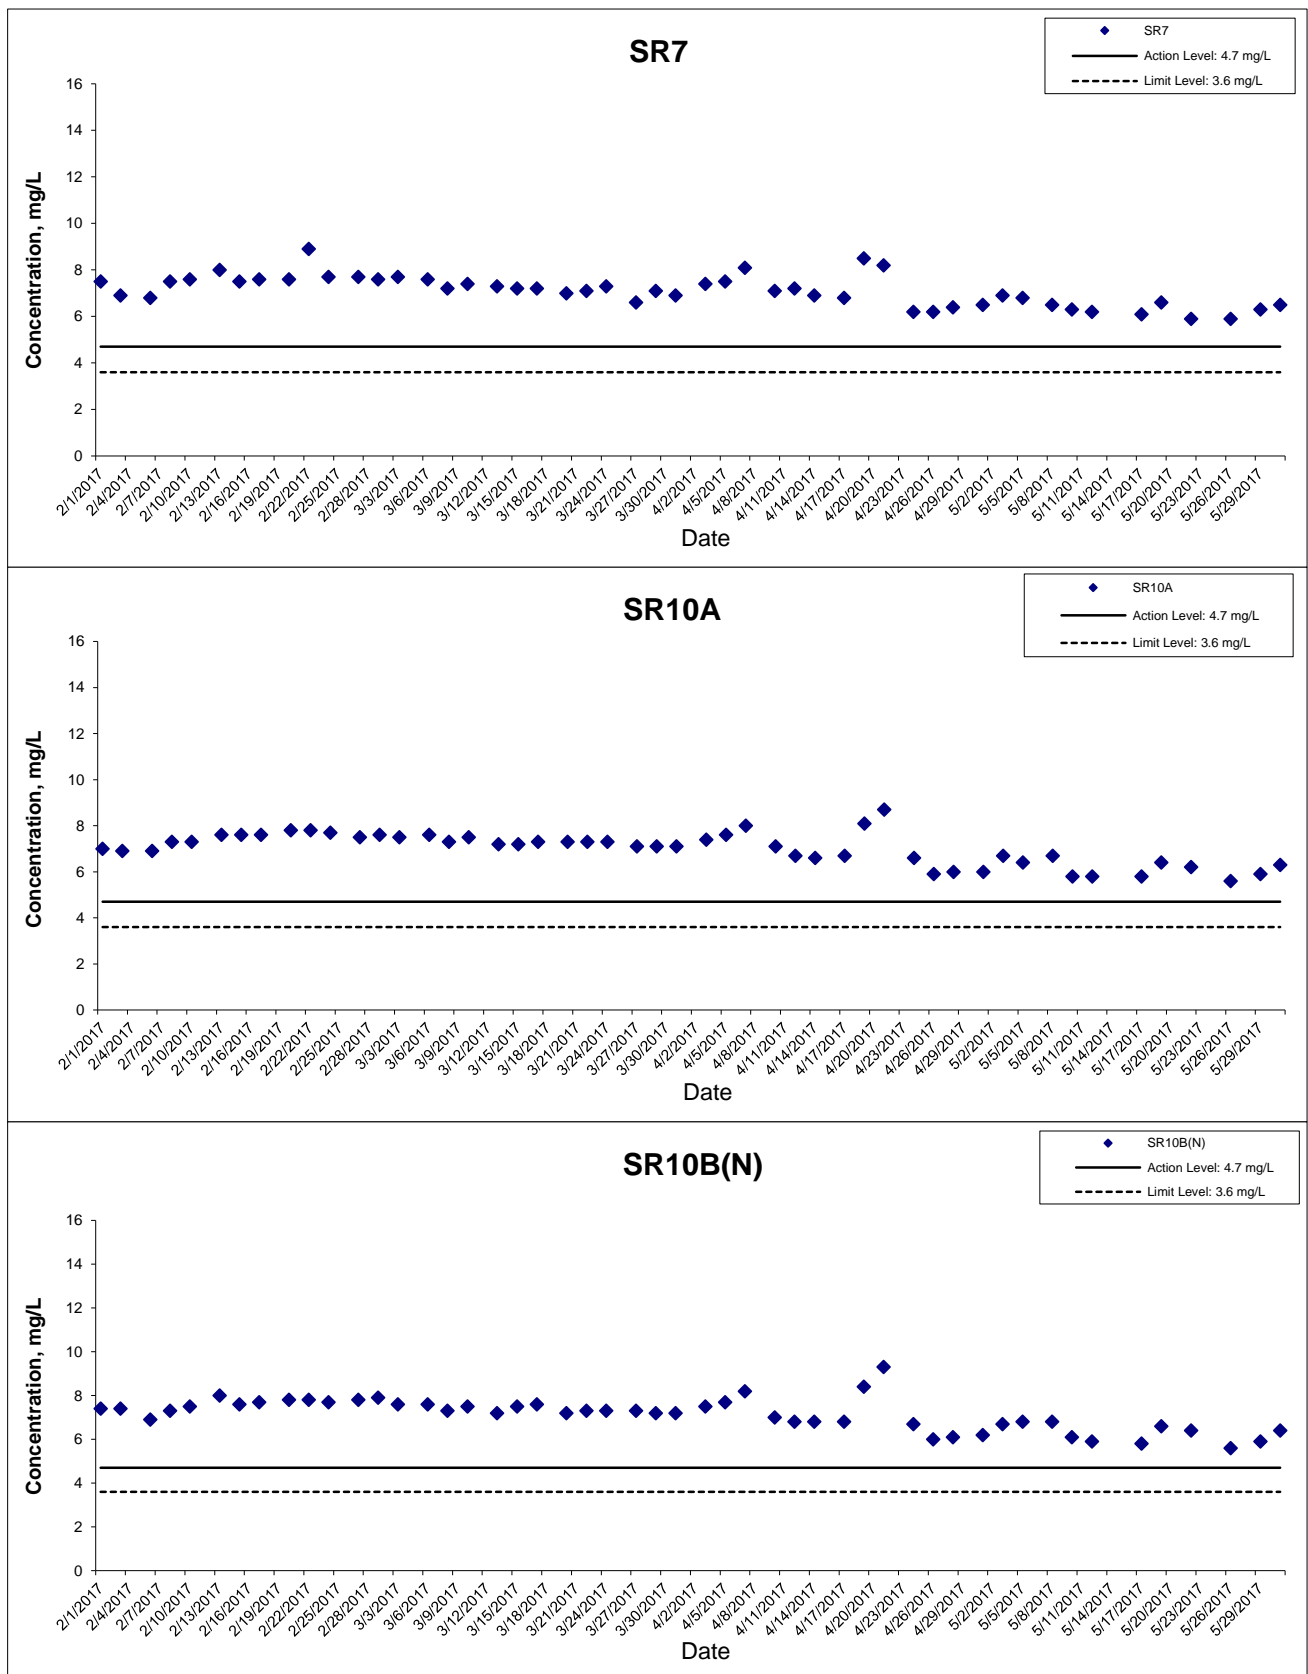 SR7
SR7
Action Level: 4.7 mg/L
Limit Level: 3.6 mg/L
Concentration, mg/L
16
14
12
10
8
6
4
2
0
2/1/2017 2/4/2017 2/7/2017 2/10/2017 2/13/2017 2/16/2017 2/19/2017 2/22/2017 2/25/2017 2/28/2017 3/3/2017 3/6/2017 3/9/2017 3/12/2017 3/15/2017 3/18/2017 3/21/2017 3/24/2017 3/27/2017 3/30/2017 4/2/2017 4/5/2017 4/8/2017 4/11/2017 4/14/2017 4/17/2017 4/20/2017 4/23/2017 4/26/2017 4/29/2017 5/2/2017 5/5/2017 5/8/2017 5/11/2017 5/14/2017 5/17/2017 5/20/2017 5/23/2017 5/26/2017 5/29/2017
Date
SR10A
SR10A
Action Level: 4.7 mg/L
Limit Level: 3.6 mg/L
Concentration, mg/L
16
14
12
10
8
6
4
2
0
2/1/2017 2/4/2017 2/7/2017 2/10/2017 2/13/2017 2/16/2017 2/19/2017 2/22/2017 2/25/2017 2/28/2017 3/3/2017 3/6/2017 3/9/2017 3/12/2017 3/15/2017 3/18/2017 3/21/2017 3/24/2017 3/27/2017 3/30/2017 4/2/2017 4/5/2017 4/8/2017 4/11/2017 4/14/2017 4/17/2017 4/20/2017 4/23/2017 4/26/2017 4/29/2017 5/2/2017 5/5/2017 5/8/2017 5/11/2017 5/14/2017 5/17/2017 5/20/2017 5/23/2017 5/26/2017 5/29/2017
Date
SR10B(N)
SR10B(N)
Action Level: 4.7 mg/L
Limit Level: 3.6 mg/L
Concentration, mg/L
16
14
12
10
8
6
4
2
0
2/1/2017 2/4/2017 2/7/2017 2/10/2017 2/13/2017 2/16/2017 2/19/2017 2/22/2017 2/25/2017 2/28/2017 3/3/2017 3/6/2017 3/9/2017 3/12/2017 3/15/2017 3/18/2017 3/21/2017 3/24/2017 3/27/2017 3/30/2017 4/2/2017 4/5/2017 4/8/2017 4/11/2017 4/14/2017 4/17/2017 4/20/2017 4/23/2017 4/26/2017 4/29/2017 5/2/2017 5/5/2017 5/8/2017 5/11/2017 5/14/2017 5/17/2017 5/20/2017 5/23/2017 5/26/2017 5/29/2017
Date